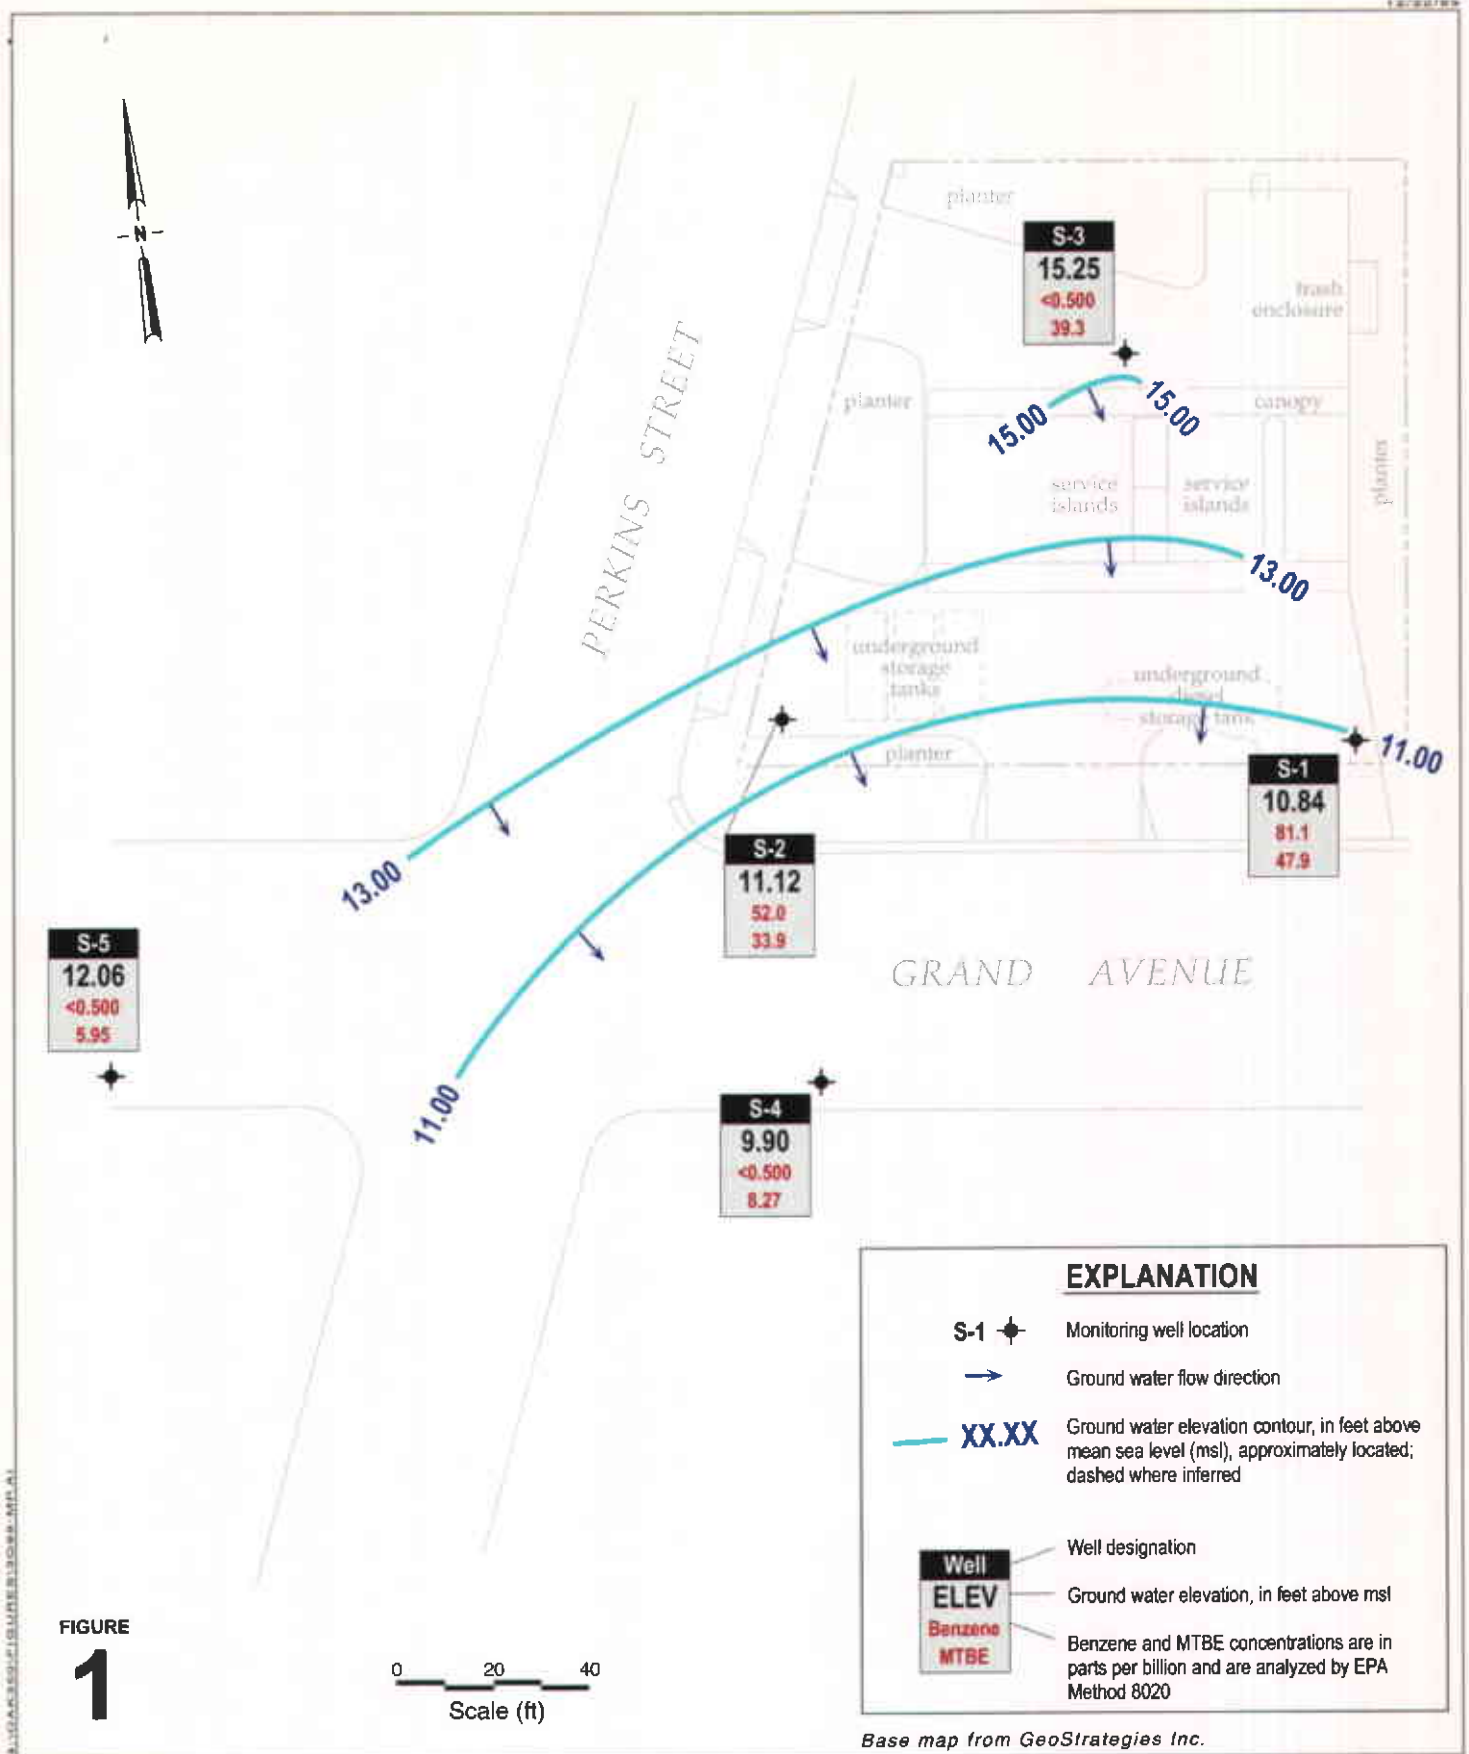 N
planter
S-3
15.25
<0.500
39.3
trash
enclosure
PERKINS STREET
planter
canopy
15.00
15.00
planter
service
islands
service
islands
13.00
underground
storage
tanks
underground
diesel
storage tank
planter
11.00
S-1
10.84
81.1
47.9
S-2
11.12
52.0
33.9
13.00
S-5
12.06
<0.500
5.95
GRAND AVENUE
11.00
S-4
9.90
<0.500
8.27
EXPLANATION
S-1 Monitoring well location
Ground water flow direction
XX.XX
Ground water elevation contour, in feet above
mean sea level (msl), approximately located;
dashed where inferred
Well
ELEV
Benzene
MTBE
Well designation
Ground water elevation, in feet above msl
Benzene and MTBE concentrations are in
parts per billion and are analyzed by EPA
Method 8020
FIGURE
1
0 20 40
Scale (ft)
Base map from GeoStrategies Inc.